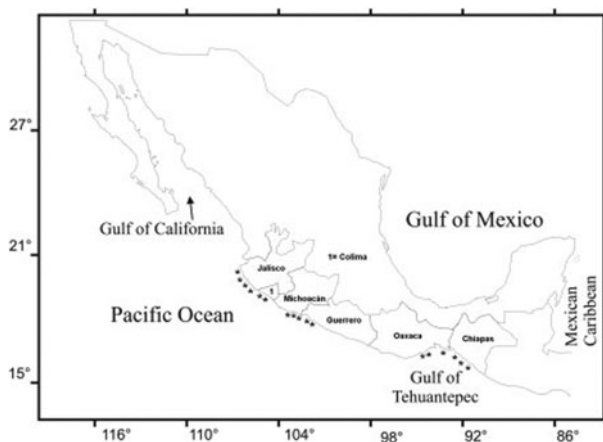 27°
Gulf of Mexico
Gulf of California
21°
1= Colima
Jalisco
1
Michoacán
Pacific Ocean
Guerrero
Oaxaca
Chiapas
Mexican
Caribbean
15°
Gulf of
Tehuantepec
116° 110° 104° 98° 92° 86°